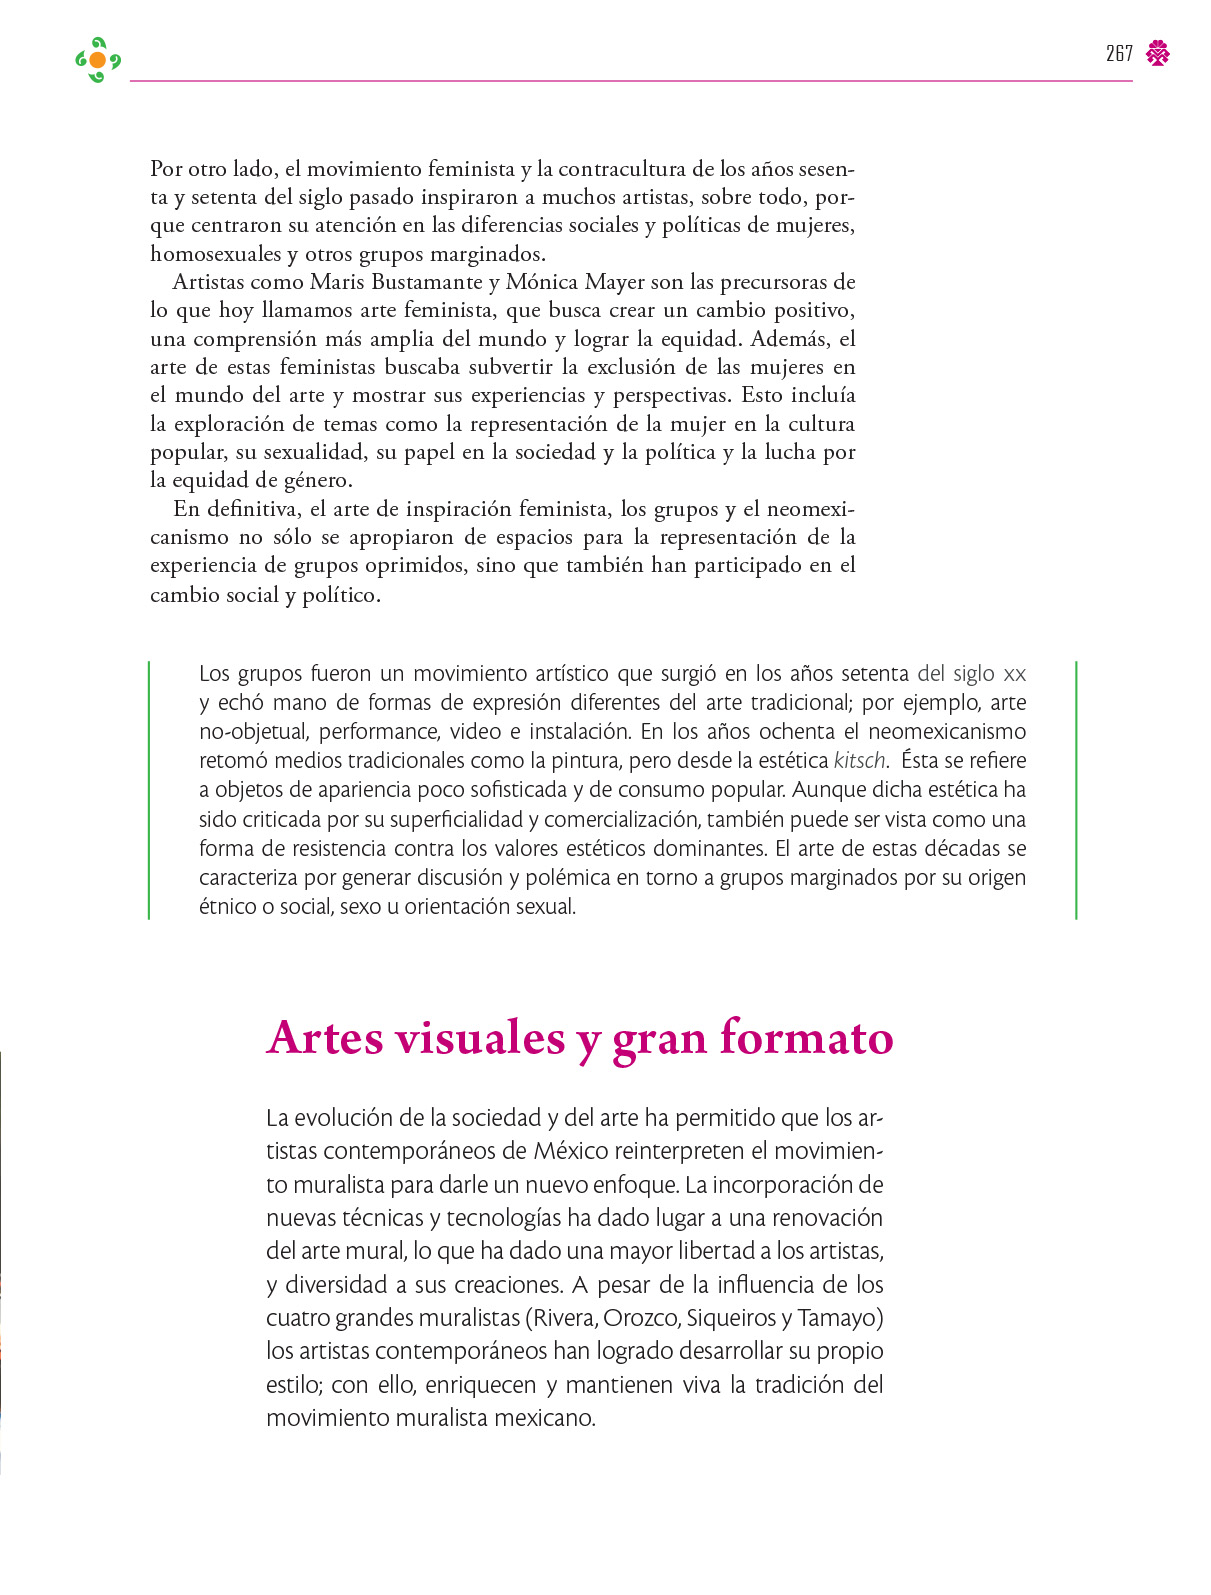 267
Por otro lado, el movimiento feminista y la contracultura de los años sesen-
ta y setenta del siglo pasado inspiraron a muchos artistas, sobre todo, por-
que centraron su atención en las diferencias sociales y políticas de mujeres,
homosexuales y otros grupos marginados.
Artistas como Maris Bustamante y Mónica Mayer son las precursoras de
lo que hoy llamamos arte feminista, que busca crear un cambio positivo,
una comprensión más amplia del mundo y lograr la equidad. Además, el
arte de estas feministas buscaba subvertir la exclusión de las mujeres en
el mundo del arte y mostrar sus experiencias y perspectivas. Esto incluía
la exploración de temas como la representación de la mujer en la cultura
popular, su sexualidad, su papel en la sociedad y la política y la lucha por
la equidad de género.
En definitiva, el arte de inspiración feminista, los grupos y el neomexi-
canismo no sólo se apropiaron de espacios para la representación de la
experiencia de grupos oprimidos, sino que también han participado en el
cambio social y político.
Los grupos fueron un movimiento artístico que surgió en los años setenta del siglo xx
y echó mano de formas de expresión diferentes del arte tradicional; por ejemplo, arte
no-objetual, performance, video e instalación. En los años ochenta el neomexicanismo
retomó medios tradicionales como la pintura, pero desde la estética kitsch. Ésta se refiere
a objetos de apariencia poco sofisticada y de consumo popular. Aunque dicha estética ha
sido criticada por su superficialidad y comercialización, también puede ser vista como una
forma de resistencia contra los valores estéticos dominantes. El arte de estas décadas se
caracteriza por generar discusión y polémica en torno a grupos marginados por su origen
étnico o social, sexo u orientación sexual.
Artes visuales y gran formato
La evolución de la sociedad y del arte ha permitido que los ar-
tistas contemporáneos de México reinterpreten el movimien-
to muralista para darle un nuevo enfoque. La incorporación de
nuevas técnicas y tecnologías ha dado lugar a una renovación
del arte mural, lo que ha dado una mayor libertad a los artistas,
y diversidad a sus creaciones. A pesar de la influencia de los
cuatro grandes muralistas (Rivera, Orozco, Siqueiros y Tamayo)
los artistas contemporáneos han logrado desarrollar su propio
estilo; con ello, enriquecen y mantienen viva la tradición del
movimiento muralista mexicano.